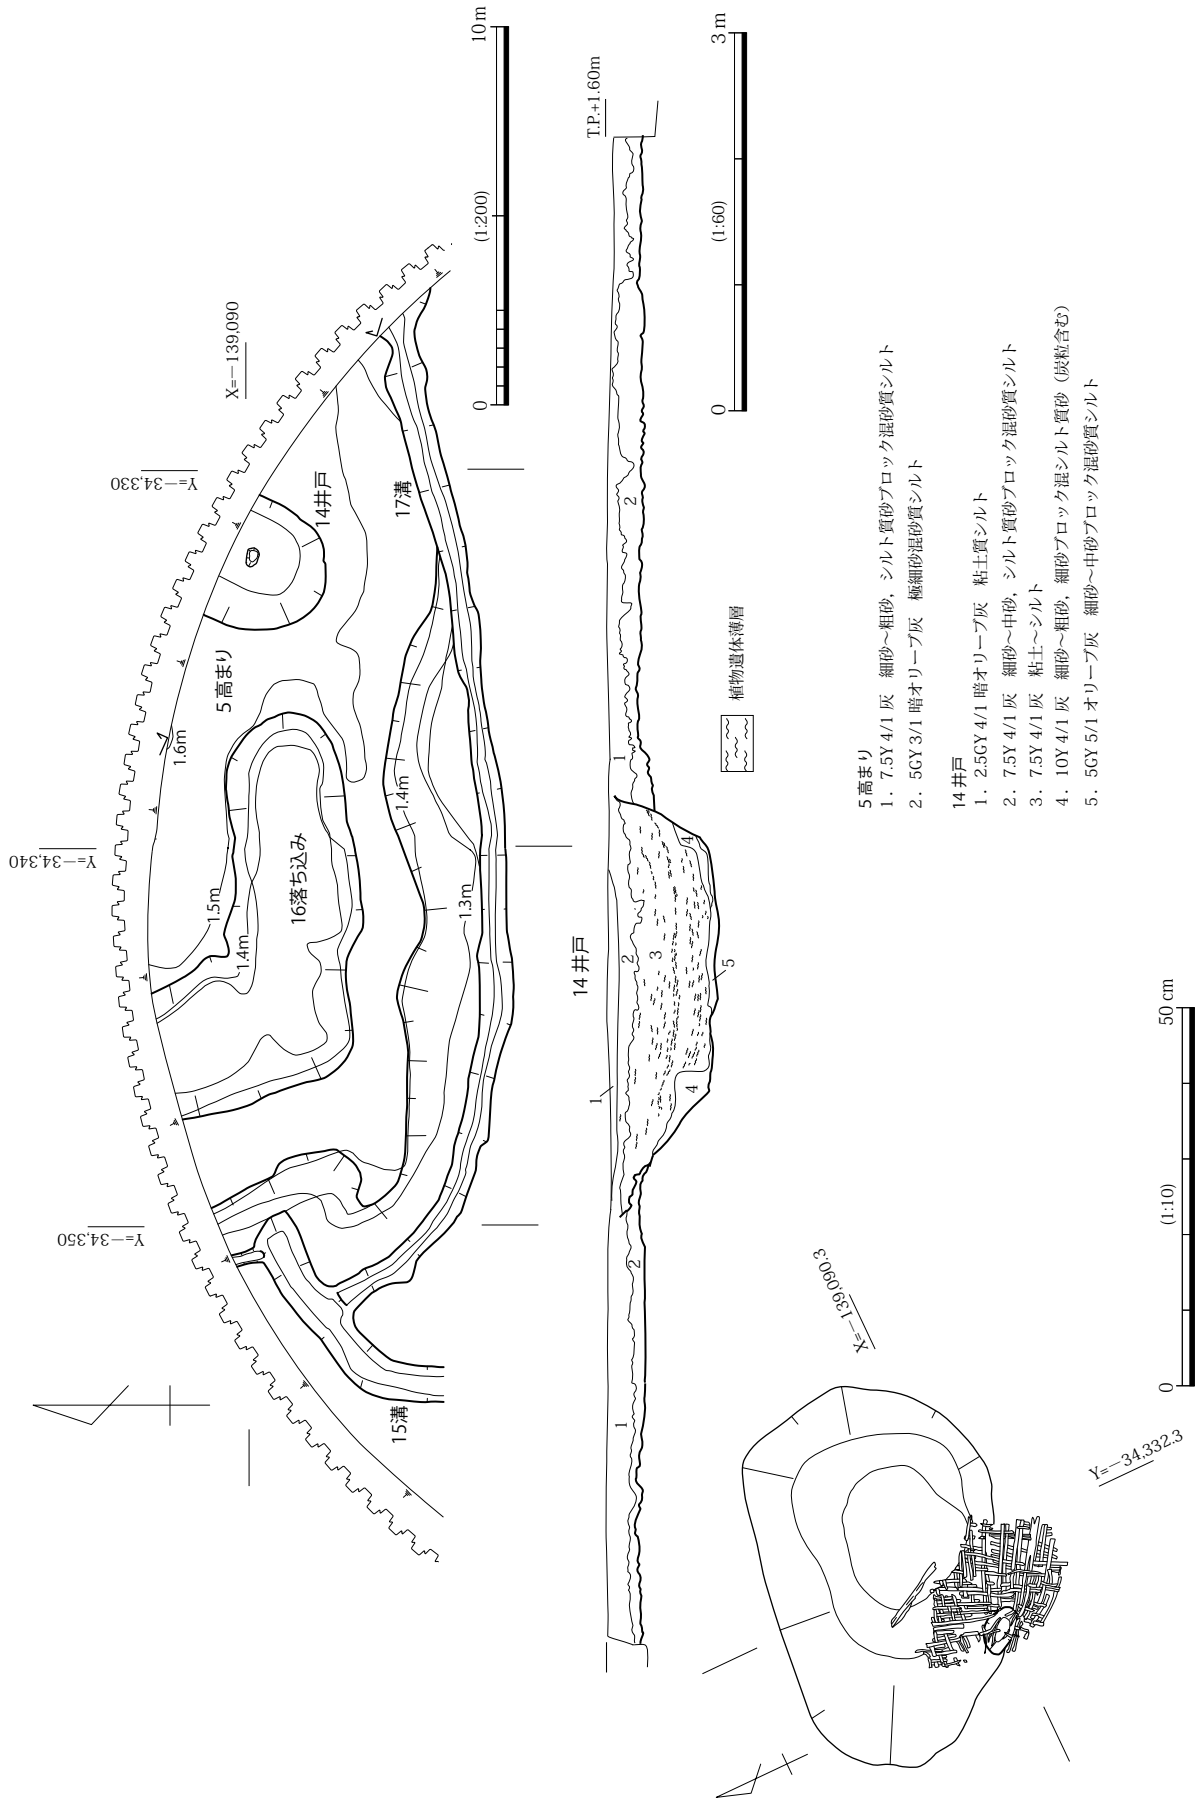 X=−139,090
Y=−34,330
Y=−34,340
Y=−34,350
14井戸
17溝
5高まり
1.6m
16落ち込み
1.5m
1.4m
1.4m
1.3m
15溝
0
(1:200)
10m
T.P.+1.60m
14 井戸
1
2
1
2
3
4
4
5
1
2
1
0
(1:60)
3m
植物遺体薄層
5 高まり
1．7.5Y 4/1 灰　細砂～粗砂，シルト質砂ブロック混砂質シルト
2．5GY 3/1 暗オリーブ灰　極細砂混砂質シルト
14 井戸
1．2.5GY 4/1 暗オリーブ灰　粘土質シルト
2．7.5Y 4/1 灰　細砂～中砂，シルト質砂ブロック混砂質シルト
3．7.5Y 4/1 灰　粘土～シルト
4．10Y 4/1 灰　細砂～粗砂，細砂ブロック混シルト質砂（炭粒含む）
5．5GY 5/1 オリーブ灰　細砂～中砂ブロック混砂質シルト
X=−139,090.3
Y=−34,332.3
0
(1:10)
50 cm